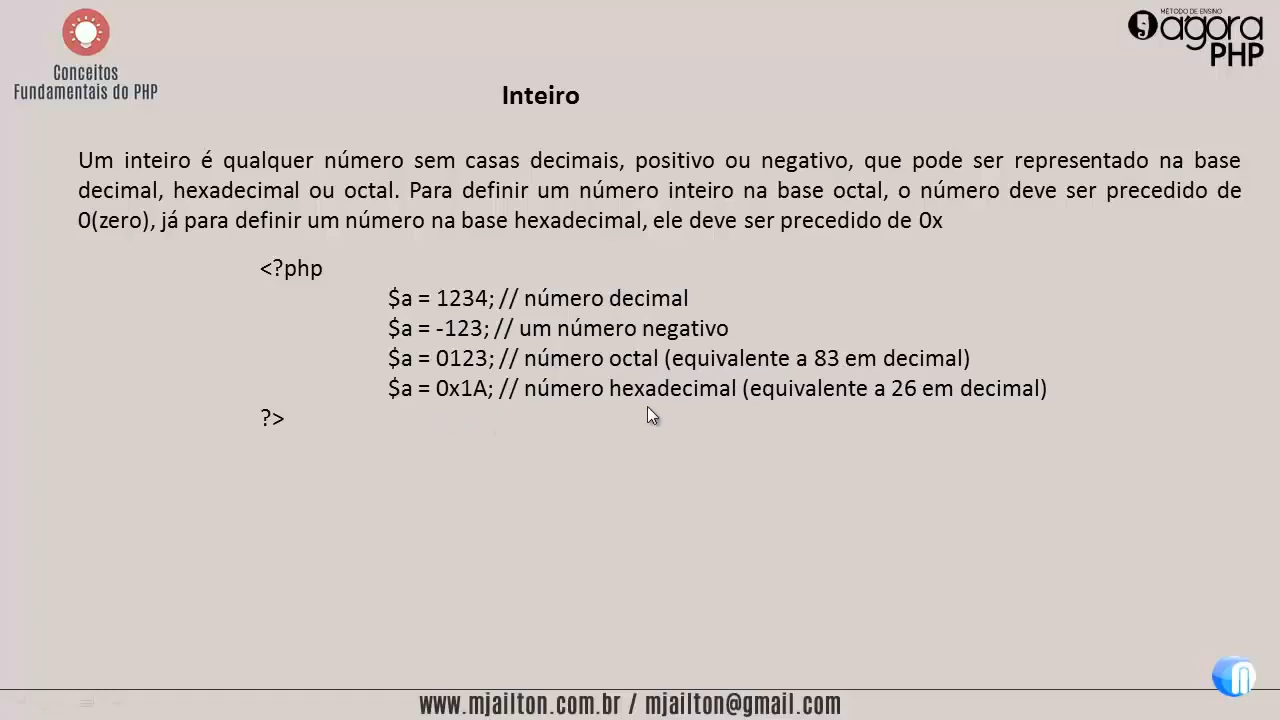 Conceitos
Fundamentais do PHP
MÉTODO DE ENSINO
agora
PHP
Inteiro
Um inteiro é qualquer número sem casas decimais, positivo ou negativo, que pode ser representado na base
decimal, hexadecimal ou octal. Para definir um número inteiro na base octal, o número deve ser precedido de
0(zero), já para definir um número na base hexadecimal, ele deve ser precedido de 0x
<?php
$a = 1234; // número decimal
$a = -123; // um número negativo
$a = 0123; // número octal (equivalente a 83 em decimal)
$a = 0x1A; // número hexadecimal (equivalente a 26 em decimal)
?>
www.mjailton.com.br / mjailton@gmail.com